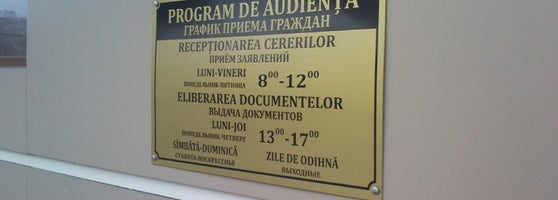 PROGRAM DE AUDIENȚĂ
ГРАФИК ПРИЕМА ГРАЖДАН
RECEPȚIONAREA CERERILOR
ПРИЁМ ЗАЯВЛЕНИЙ
LUNI-VINERI 8⁰⁰-12⁰⁰
ПОНЕДЕЛЬНИК-ПЯТНИЦА
ELIBERAREA DOCUMENTELOR
ВЫДАЧА ДОКУМЕНТОВ
LUNI-JOI 13⁰⁰-17⁰⁰
ПОНЕДЕЛЬНИК-ЧЕТВЕРГ
SÎMBĂTĂ-DUMINICĂ ZILE DE ODIHNĂ
СУББОТА-ВОСКРЕСЕНЬЕ ВЫХОДНЫЕ